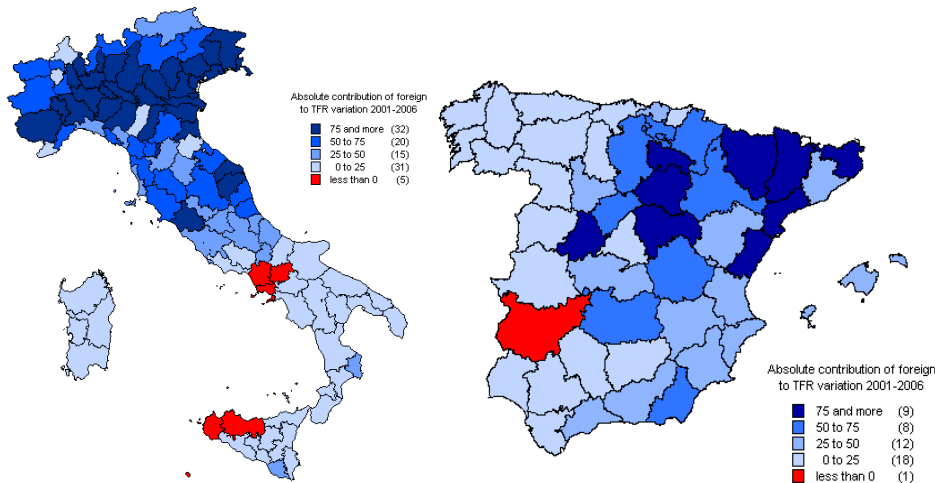 Absolute contribution of foreign
to TFR variation 2001-2006
75 and more (32)
50 to 75 (20)
25 to 50 (15)
0 to 25 (31)
less than 0 (5)
Absolute contribution of foreign
to TFR variation 2001-2006
75 and more (9)
50 to 75 (8)
25 to 50 (12)
0 to 25 (18)
less than 0 (1)